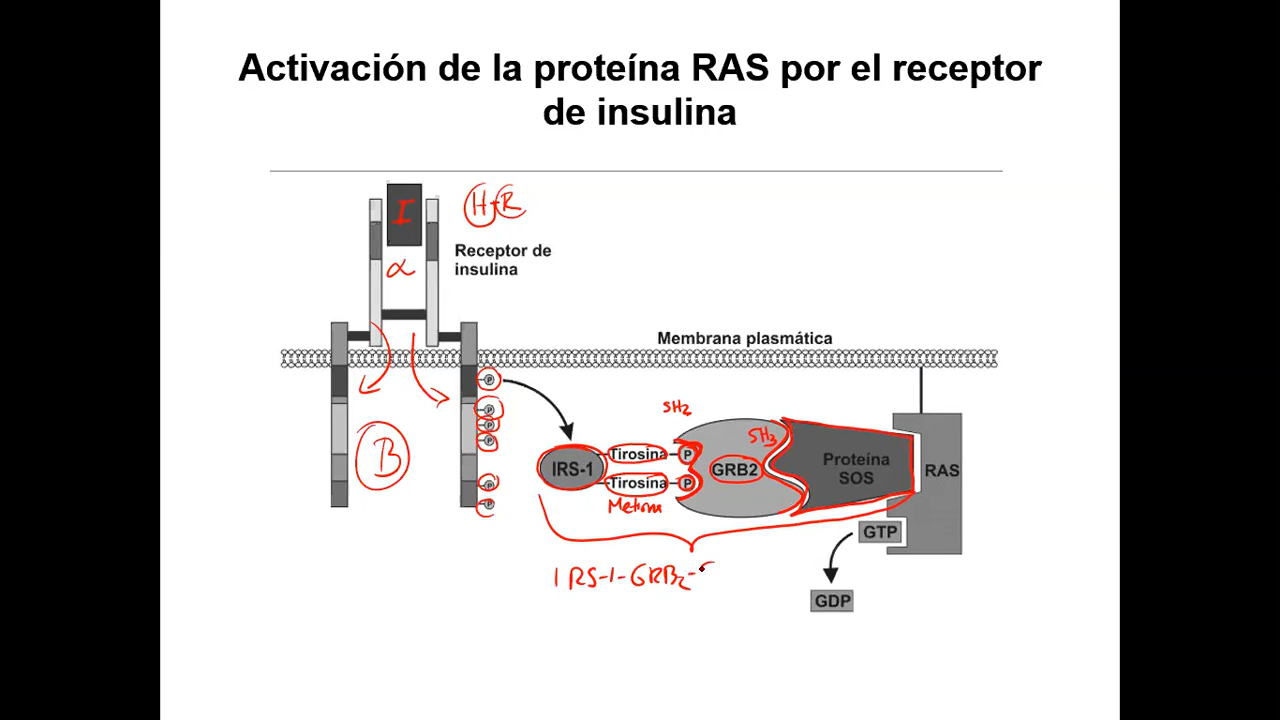 Activación de la proteína RAS por el receptor
de insulina
I
H-R
Receptor de
insulina
α
Membrana plasmática
P
P
P
P
P
P
B
SH2
SH3
IRS-1
Tirosina
P
Tirosina
P
GRB2
Proteína
SOS
RAS
GTP
GDP
IRS-1-GRB2-